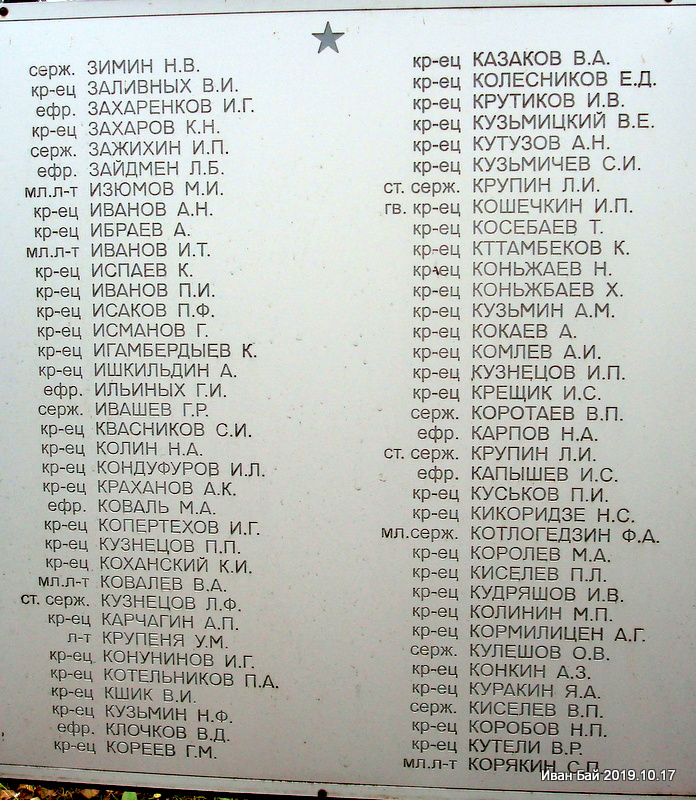 серж. ЗИМИН Н.В.
кр-ец ЗАЛИВНЫХ В.И.
ефр. ЗАХАРЕНКОВ И.Г.
кр-ец ЗАХАРОВ К.Н.
серж. ЗАЖИХИН И.П.
ефр. ЗАЙДМЕН Л.Б.
мл.л-т ИЗЮМОВ М.И.
кр-ец ИВАНОВ А.Н.
кр-ец ИБРАЕВ А.
мл.л-т ИВАНОВ И.Т.
кр-ец ИСПАЕВ К.
кр-ец ИВАНОВ П.И.
кр-ец ИСАКОВ П.Ф.
кр-ец ИСМАНОВ Г.
кр-ец ИГАМБЕРДЫЕВ К.
кр-ец ИШКИЛЬДИН А.
ефр. ИЛЬИНЫХ Г.И.
серж. ИВАШЕВ Г.Р.
кр-ец КВАСНИКОВ С.И.
кр-ец КОЛИН Н.А.
кр-ец КОНДУФУРОВ И.Л.
кр-ец КРАХАНОВ А.К.
ефр. КОВАЛЬ М.А.
кр-ец КОПЕРТЕХОВ И.Г.
кр-ец КУЗНЕЦОВ П.П.
кр-ец КОХАНСКИЙ К.И.
мл.л-т КОВАЛЕВ В.А.
ст. серж. КУЗНЕЦОВ Л.Ф.
кр-ец КАРЧАГИН А.П.
л-т КРУПЕНЯ У.М.
кр-ец КОНУНИНОВ И.Г.
кр-ец КОТЕЛЬНИКОВ П.А.
кр-ец КШИК В.И.
кр-ец КУЗЬМИН Н.Ф.
ефр. КЛОЧКОВ В.Д.
кр-ец КОРЕЕВ Г.М.
кр-ец КАЗАКОВ В.А.
кр-ец КОЛЕСНИКОВ Е.Д.
кр-ец КРУТИКОВ И.В.
кр-ец КУЗЬМИЦКИЙ В.Е.
кр-ец КУТУЗОВ А.Н.
кр-ец КУЗЬМИЧЕВ С.И.
ст. серж. КРУПИН Л.И.
гв. кр-ец КОШЕЧКИН И.П.
кр-ец КОСЕБАЕВ Т.
кр-ец КТТАМБЕКОВ К.
кр-ец КОНЬЖАЕВ Н.
кр-ец КОНЬЖБАЕВ Х.
кр-ец КУЗЬМИН А.М.
кр-ец КОКАЕВ А.
кр-ец КОМЛЕВ А.И.
кр-ец КУЗНЕЦОВ И.П.
кр-ец КРЕЩИК И.С.
серж. КОРОТАЕВ В.П.
ефр. КАРПОВ Н.А.
ст. серж. КРУПИН Л.И.
ефр. КАПЫШЕВ И.С.
кр-ец КУСЬКОВ П.И.
кр-ец КИКОРИДЗЕ Н.С.
мл.серж. КОТЛОГЕДЗИН Ф.А.
кр-ец КОРОЛЕВ М.А.
кр-ец КИСЕЛЕВ П.Л.
кр-ец КУДРЯШОВ И.В.
кр-ец КОЛИНИН М.П.
кр-ец КОРМИЛИЦЕН А.Г.
серж. КУЛЕШОВ О.В.
кр-ец КОНКИН А.З.
кр-ец КУРАКИН Я.А.
серж. КИСЕЛЕВ В.П.
кр-ец КОРОБОВ Н.П.
кр-ец КУТЕЛИ В.Р.
мл.л-т КОРЯКИН С.П.
Иван Бай 2019.10.17